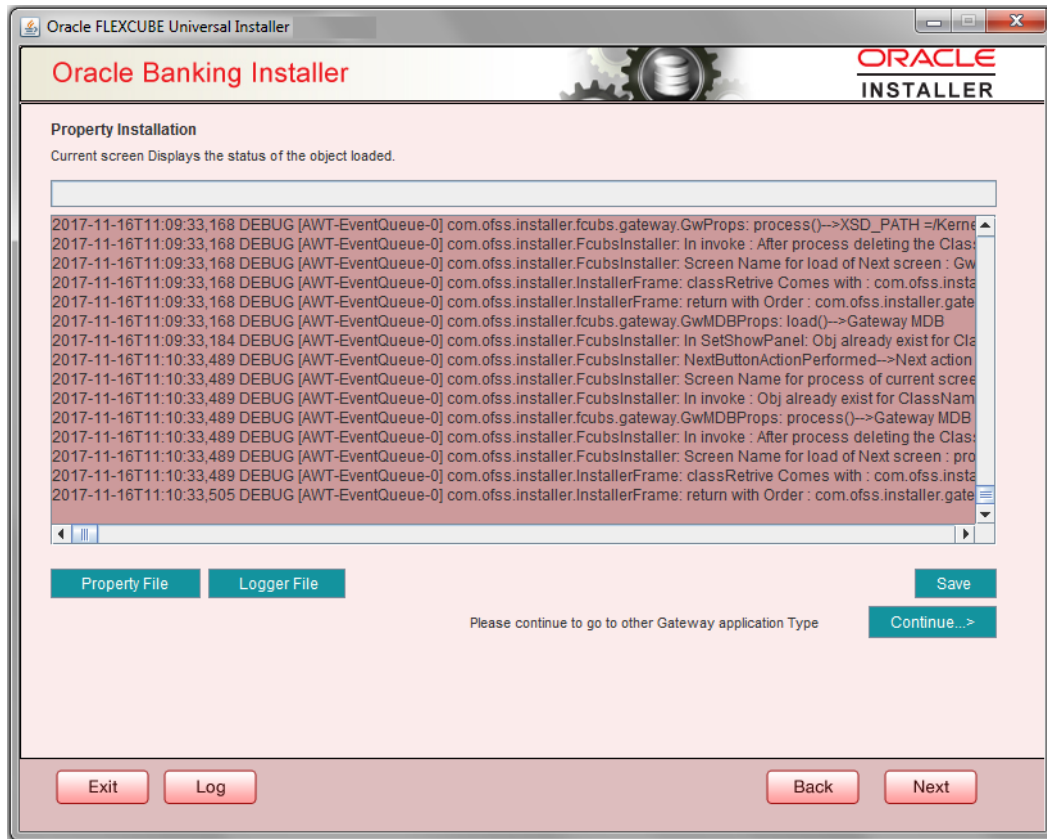 Oracle FLEXCUBE Universal Installer
Oracle Banking Installer
ORACLE
INSTALLER
Property Installation
Current screen Displays the status of the object loaded.
2017-11-16T11:09:33,168 DEBUG [AWT-EventQueue-0] com.ofss.installer.fcubs.gateway.GwProps: process()-->XSD_PATH =/Kerne
2017-11-16T11:09:33,168 DEBUG [AWT-EventQueue-0] com.ofss.installer.FcubsInstaller: In invoke : After process deleting the Clas
2017-11-16T11:09:33,168 DEBUG [AWT-EventQueue-0] com.ofss.installer.FcubsInstaller: Screen Name for load of Next screen : Gw
2017-11-16T11:09:33,168 DEBUG [AWT-EventQueue-0] com.ofss.installer.InstallerFrame: classRetrive Comes with : com.ofss.insta
2017-11-16T11:09:33,168 DEBUG [AWT-EventQueue-0] com.ofss.installer.InstallerFrame: return with Order : com.ofss.installer.gate
2017-11-16T11:09:33,168 DEBUG [AWT-EventQueue-0] com.ofss.installer.fcubs.gateway.GwMDBProps: load()-->Gateway MDB
2017-11-16T11:09:33,184 DEBUG [AWT-EventQueue-0] com.ofss.installer.FcubsInstaller: In SetShowPanel: Obj already exist for Cla
2017-11-16T11:10:33,489 DEBUG [AWT-EventQueue-0] com.ofss.installer.FcubsInstaller: NextButtonActionPerformed-->Next action
2017-11-16T11:10:33,489 DEBUG [AWT-EventQueue-0] com.ofss.installer.FcubsInstaller: Screen Name for process of current scree
2017-11-16T11:10:33,489 DEBUG [AWT-EventQueue-0] com.ofss.installer.FcubsInstaller: In invoke : Obj already exist for ClassNam
2017-11-16T11:10:33,489 DEBUG [AWT-EventQueue-0] com.ofss.installer.fcubs.gateway.GwMDBProps: process()-->Gateway MDB
2017-11-16T11:10:33,489 DEBUG [AWT-EventQueue-0] com.ofss.installer.FcubsInstaller: In invoke : After process deleting the Clas
2017-11-16T11:10:33,489 DEBUG [AWT-EventQueue-0] com.ofss.installer.FcubsInstaller: Screen Name for load of Next screen : pro
2017-11-16T11:10:33,489 DEBUG [AWT-EventQueue-0] com.ofss.installer.InstallerFrame: classRetrive Comes with : com.ofss.insta
2017-11-16T11:10:33,505 DEBUG [AWT-EventQueue-0] com.ofss.installer.InstallerFrame: return with Order : com.ofss.installer.gate
Property File Logger File Save
Please continue to go to other Gateway application Type Continue...>
Exit Log Back Next